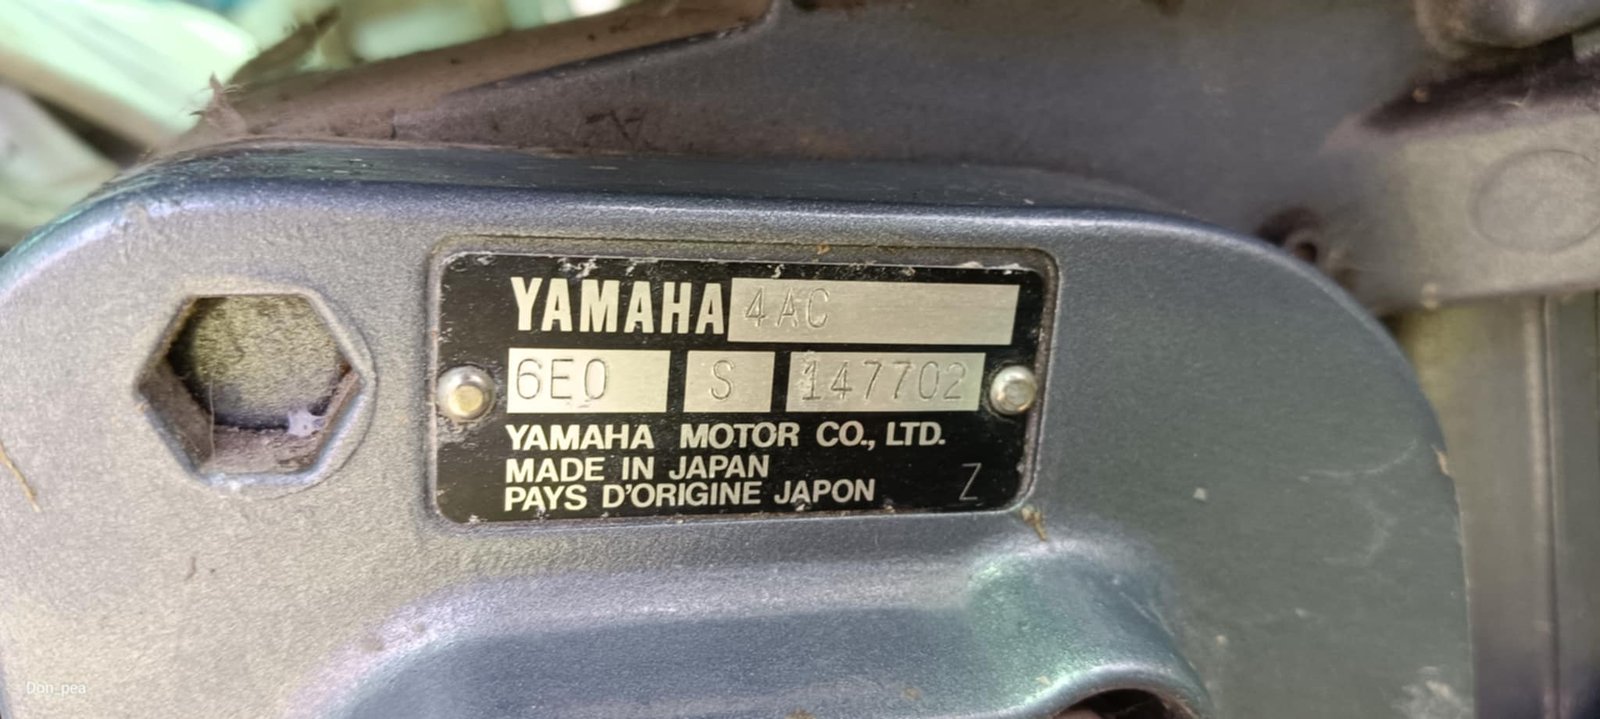 YAMAHA 4AC
6E0 S 147702
YAMAHA MOTOR CO., LTD.
MADE IN JAPAN
PAYS D'ORIGINE JAPON Z
Don_pea